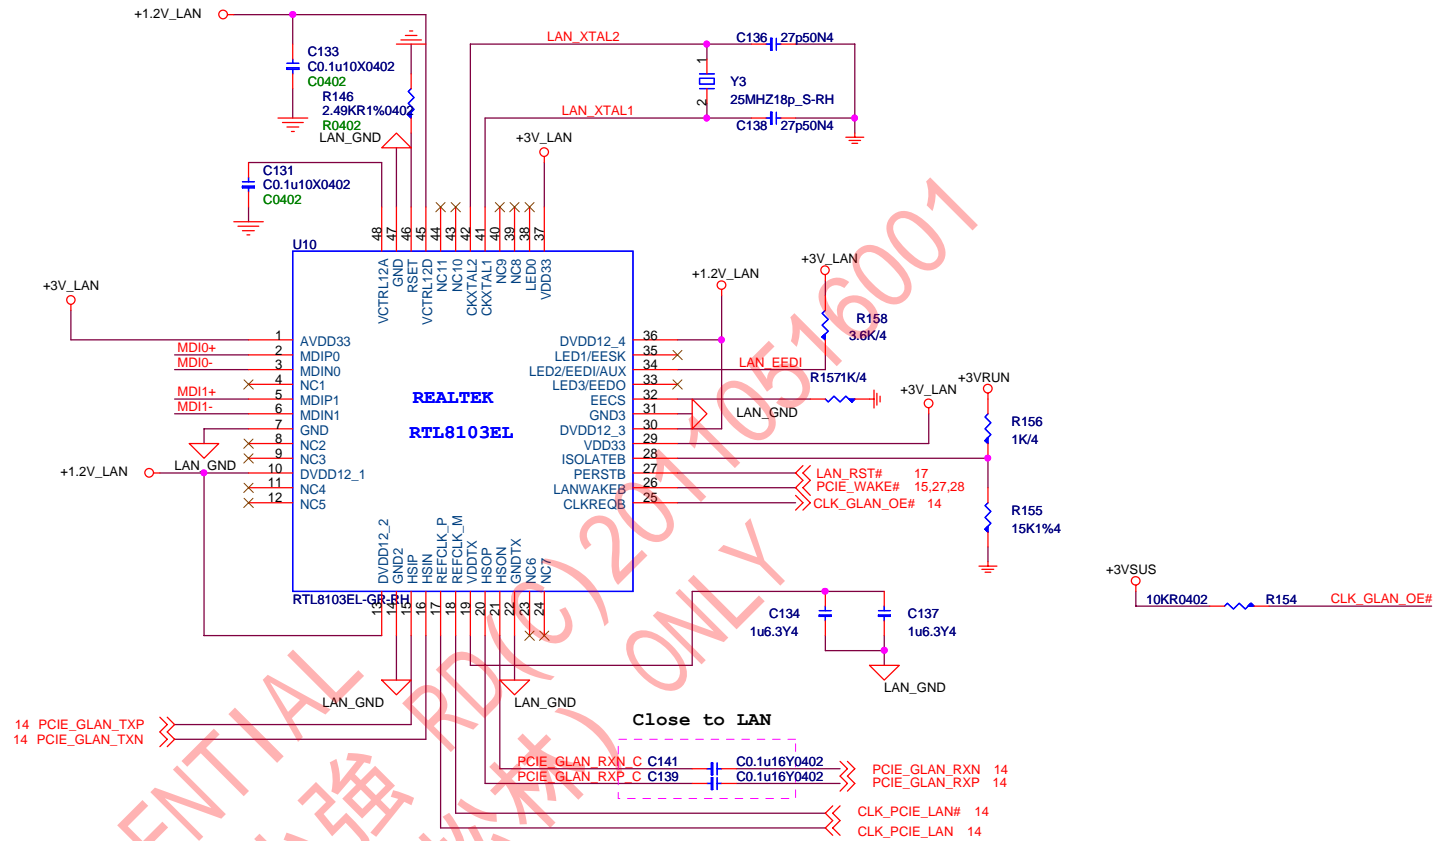 +1.2V_LAN
C133
C0.1u10X0402
C0402
R146
2.49KR1%0402
R0402
LAN_GND
C131
C0.1u10X0402
C0402
LAN_XTAL2
C136 27p50N4
1
Y3
25MHZ18p_S-RH
2
LAN_XTAL1
C138 27p50N4
+3V_LAN
48 47 46 45 44 43 42 41 40 39 38 37
U10
VCTRL12A GND RSET VCTRL12D NC11 NC10 CKXTAL2 CKXTAL1 NC9 NC8 LED0 VDD33
+3V_LAN
+1.2V_LAN
+3V_LAN
R158
3.6K/4
1 AVDD33
MDI0+ 2 MDIP0
MDI0- 3 MDIN0
4 NC1
MDI1+ 5 MDIP1
MDI1- 6 MDIN1
7 GND
8 NC2
LAN_GND 9 NC3
+1.2V_LAN 10 DVDD12_1
11 NC4
12 NC5
REALTEK
RTL8103EL
DVDD12_4 36
LED1/EESK 35
LED2/EEDI/AUX 34 LAN_EEDI
LED3/EEDO 33
EECS 32 R1571K/4
GND3 31 LAN_GND
DVDD12_3 30
VDD33 29 +3V_LAN
ISOLATEB 28
PERSTB 27 LAN_RST# 17
LANWAKEB 26 PCIE_WAKE# 15,27,28
CLKREQB 25 CLK_GLAN_OE# 14
+3VRUN
R156
1K/4
R155
15K1%4
DVDD12_2 GND2 HSIP HSIN REFCLK_P REFCLK_M VDDTX HSOP HSON GNDTX NC6 NC7
RTL8103EL-GR-RH
13 14 15 16 17 18 19 20 21 22 23 24
+3VSUS
10KR0402 R154 CLK_GLAN_OE#
C134
1u6.3Y4
C137
1u6.3Y4
LAN_GND
LAN_GND
LAN_GND
Close to LAN
14 PCIE_GLAN_TXP
14 PCIE_GLAN_TXN
PCIE_GLAN_RXN_C C141 C0.1u16Y0402 PCIE_GLAN_RXN 14
PCIE_GLAN_RXP_C C139 C0.1u16Y0402 PCIE_GLAN_RXP 14
CLK_PCIE_LAN# 14
CLK_PCIE_LAN 14
RD(C)20110516001
ONLY